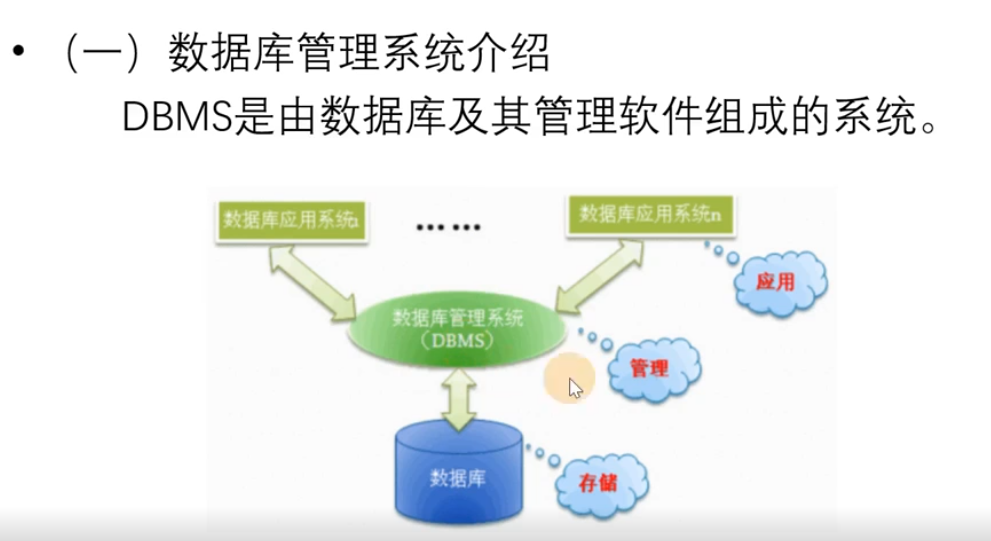 • （一）数据库管理系统介绍
DBMS是由数据库及其管理软件组成的系统。
数据库应用系统1 …… 数据库应用系统n
应用
数据库管理系统
（DBMS）
管理
数据库
存储